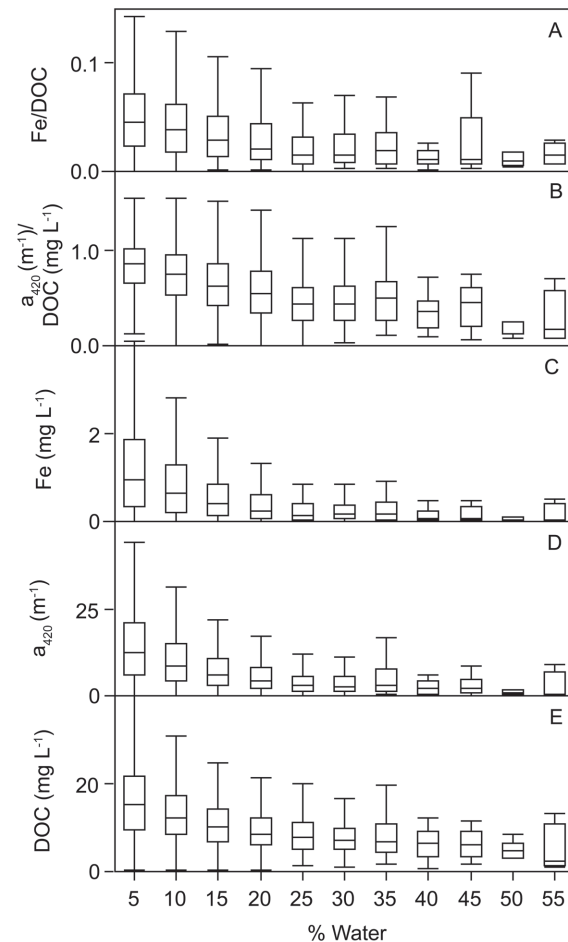 A
Fe/DOC
0.1
0.0
B
a₄₂₀ (m⁻¹)/
DOC (mg L⁻¹)
1.0
0.0
C
Fe (mg L⁻¹)
2
0
D
a₄₂₀ (m⁻¹)
25
0
E
DOC (mg L⁻¹)
20
0
5 10 15 20 25 30 35 40 45 50 55
% Water